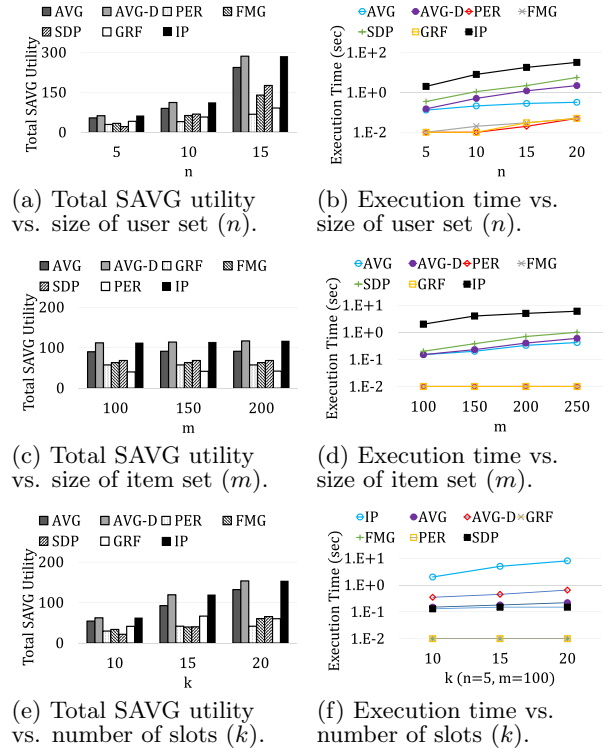 AVG AVG-D PER FMG
SDP GRF IP
Total SAVG Utility
300
150
0
5 10 15
n
(a) Total SAVG utility
vs. size of user set (n).
AVG AVG-D PER FMG
SDP GRF IP
Execution Time (sec)
1.E+2
1.E+0
1.E-2
5 10 15 20
n
(b) Execution time vs.
size of user set (n).
AVG AVG-D GRF FMG
SDP PER IP
Total SAVG Utility
200
100
0
100 150 200
m
(c) Total SAVG utility
vs. size of item set (m).
AVG AVG-D PER FMG
SDP GRF IP
Execution Time (sec)
1.E+1
1.E+0
1.E-1
1.E-2
100 150 200 250
m
(d) Execution time vs.
size of item set (m).
AVG AVG-D PER FMG
SDP GRF IP
Total SAVG Utility
200
100
0
10 15 20
k
(e) Total SAVG utility
vs. number of slots (k).
IP AVG AVG-D GRF
FMG PER SDP
Execution Time (sec)
1.E+1
1.E+0
1.E-1
1.E-2
10 15 20
k (n=5, m=100)
(f) Execution time vs.
number of slots (k).